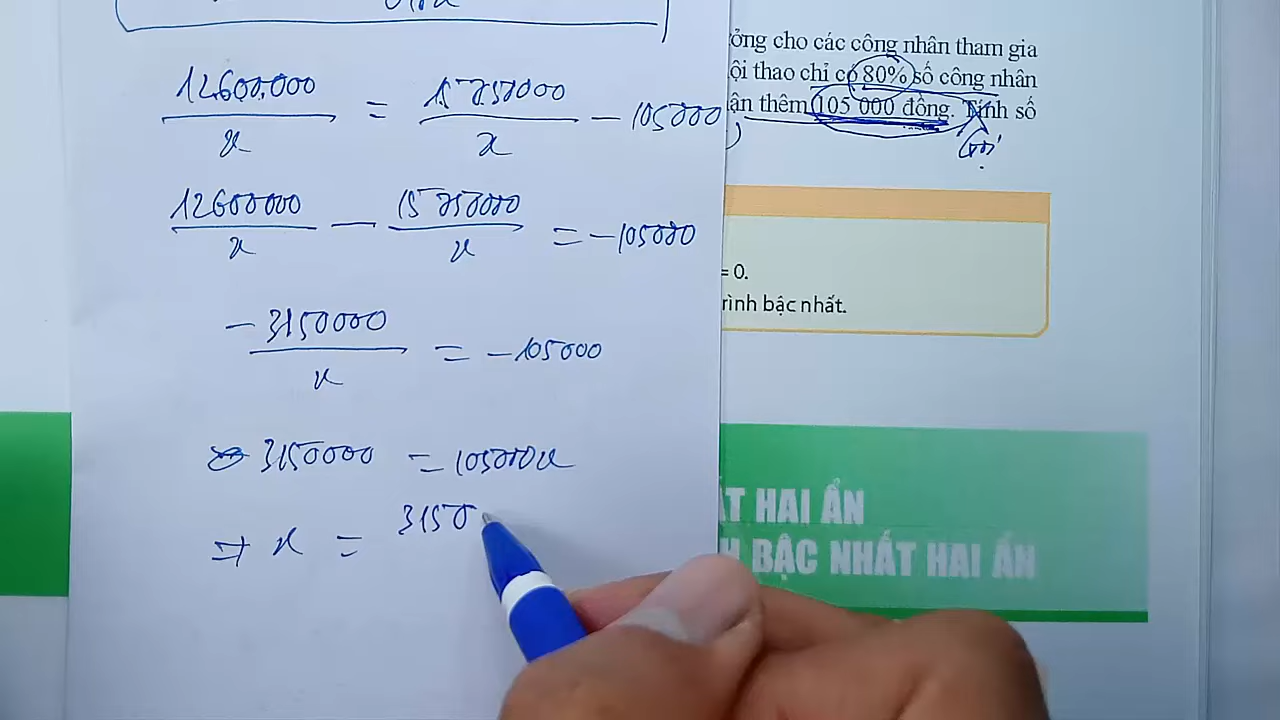 ởng cho các công nhân tham gia
ội thao chỉ có 80% số công nhân
ận thêm 105 000 đồng. Tính số
12600000/x = 15750000/x - 105000
12600000/x - 15750000/x = -105000
= 0.
rình bậc nhất.
-3150000/x = -105000
3150000 = 105000x
⇒ x = 3150
ẤT HAI ẨN
H BẬC NHẤT HAI ẨN